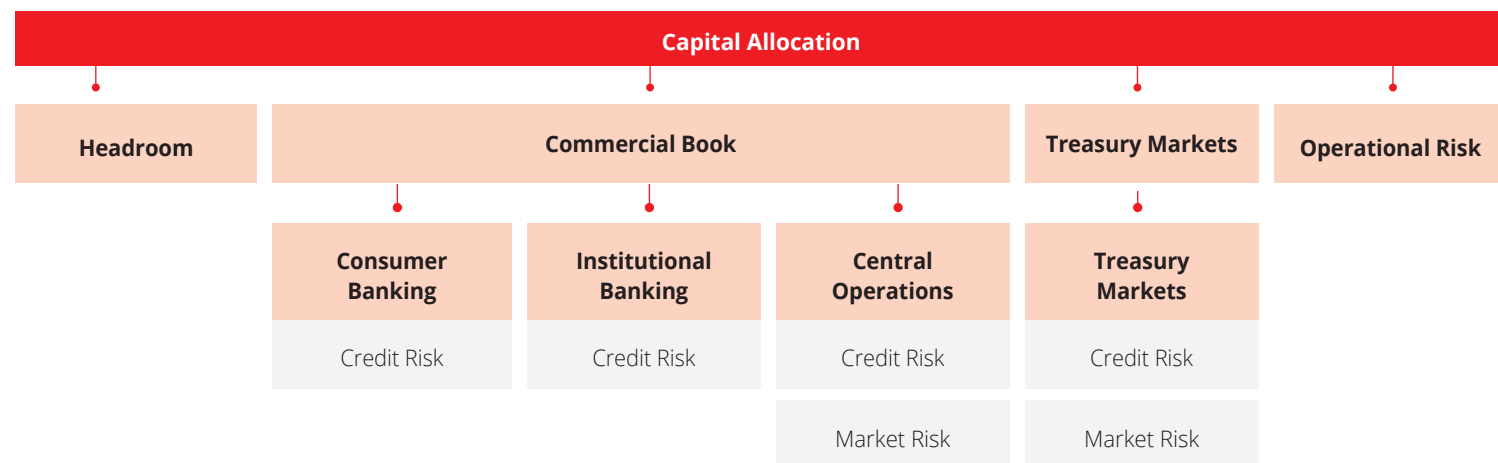 Capital Allocation
Headroom
Commercial Book
Treasury Markets
Operational Risk
Consumer
Banking
Institutional
Banking
Central
Operations
Treasury
Markets
Credit Risk
Credit Risk
Credit Risk
Credit Risk
Market Risk
Market Risk